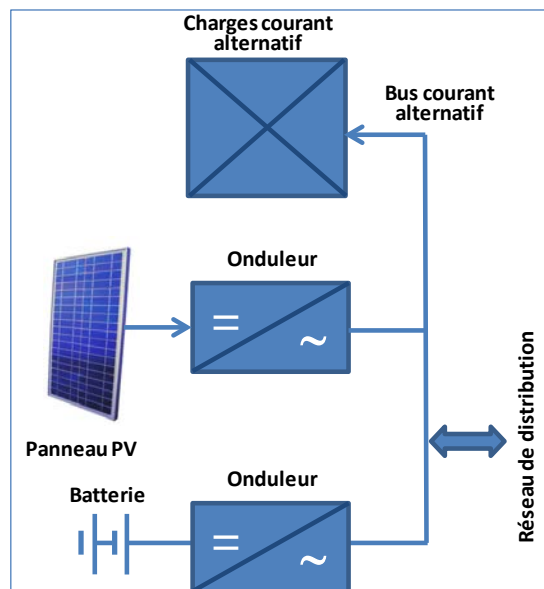 Charges courant
alternatif
Bus courant
alternatif
Onduleur
=
~
Panneau PV
Réseau de distribution
Batterie
Onduleur
=
~